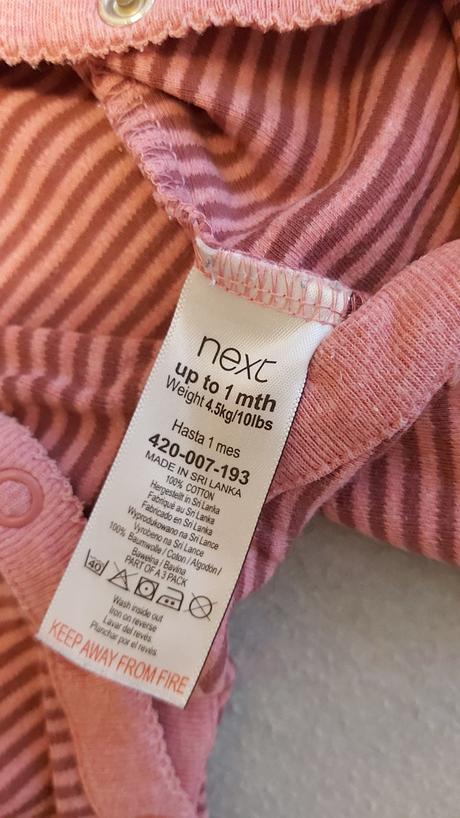 next
up to 1 mth
Weight 4.5kg/10lbs
Hasta 1 mes
420-007-193
MADE IN SRI LANKA
100% COTTON
Hergestellt in Sri Lanka
Fabriqué au Sri Lanka
Fabricado en Sri Lanka
Wyprodukowano na Sri Lance
Vyrobeno na Sri Lance
100% Baumwolle / Coton / Algodón /
Bawełna / Bavlna
PART OF A 3 PACK
40
Wash inside out
Iron on reverse
Lavar del revés.
Planchar por el revés.
KEEP AWAY FROM FIRE